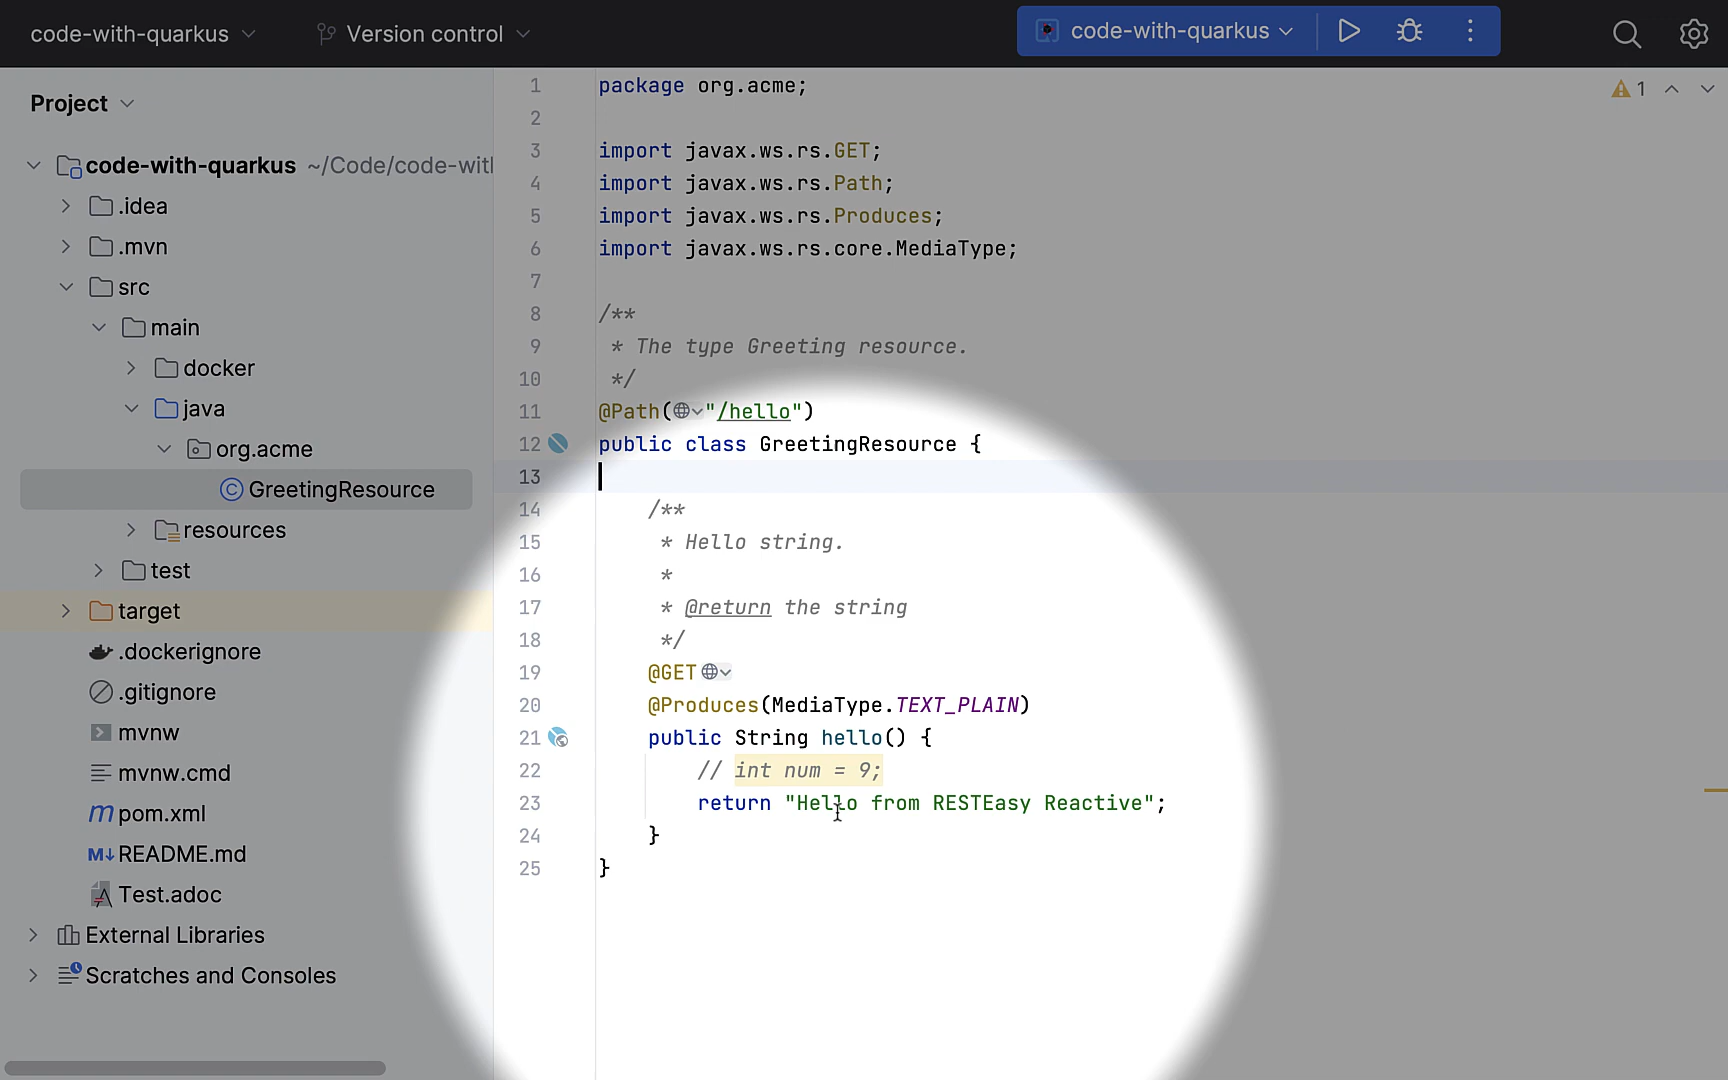 code-with-quarkus
Version control
code-with-quarkus
Project
code-with-quarkus ~/Code/code-with
.idea
.mvn
src
main
docker
java
org.acme
GreetingResource
resources
test
target
.dockerignore
.gitignore
mvnw
mvnw.cmd
pom.xml
README.md
Test.adoc
External Libraries
Scratches and Consoles
1
1 package org.acme;
2
3 import javax.ws.rs.GET;
4 import javax.ws.rs.Path;
5 import javax.ws.rs.Produces;
6 import javax.ws.rs.core.MediaType;
7
8 /**
9 * The type Greeting resource.
10 */
11 @Path("/hello")
12 public class GreetingResource {
13
14 /**
15 * Hello string.
16 *
17 * @return the string
18 */
19 @GET
20 @Produces(MediaType.TEXT_PLAIN)
21 public String hello() {
22 // int num = 9;
23 return "Hello from RESTEasy Reactive";
24 }
25 }